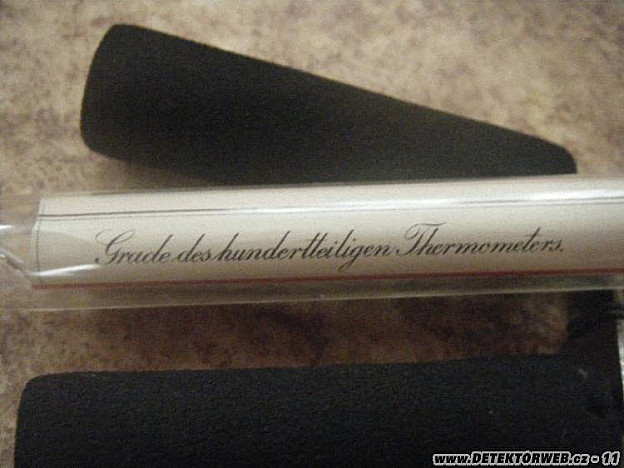 Grade des hundertteiligen Thermometers.
www.DETEKTORWEB.cz - 11